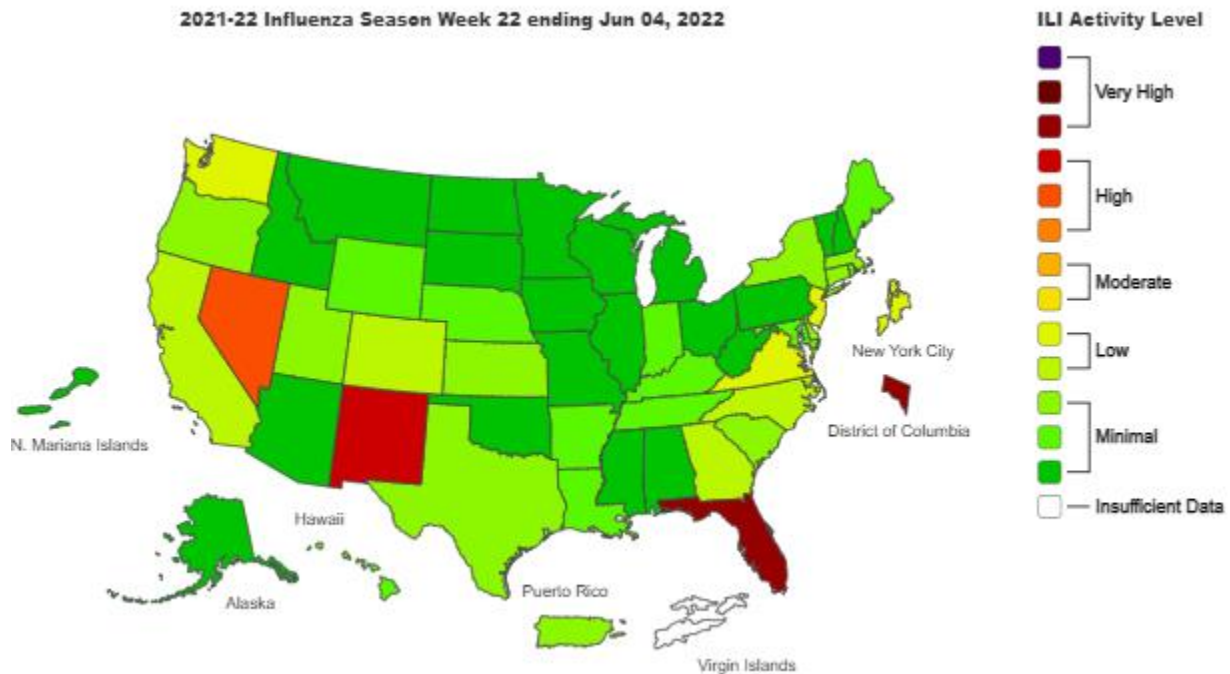 2021-22 Influenza Season Week 22 ending Jun 04, 2022
ILI Activity Level
Very High
High
Moderate
Low
Minimal
Insufficient Data
New York City
District of Columbia
N. Mariana Islands
Hawaii
Alaska
Puerto Rico
Virgin Islands